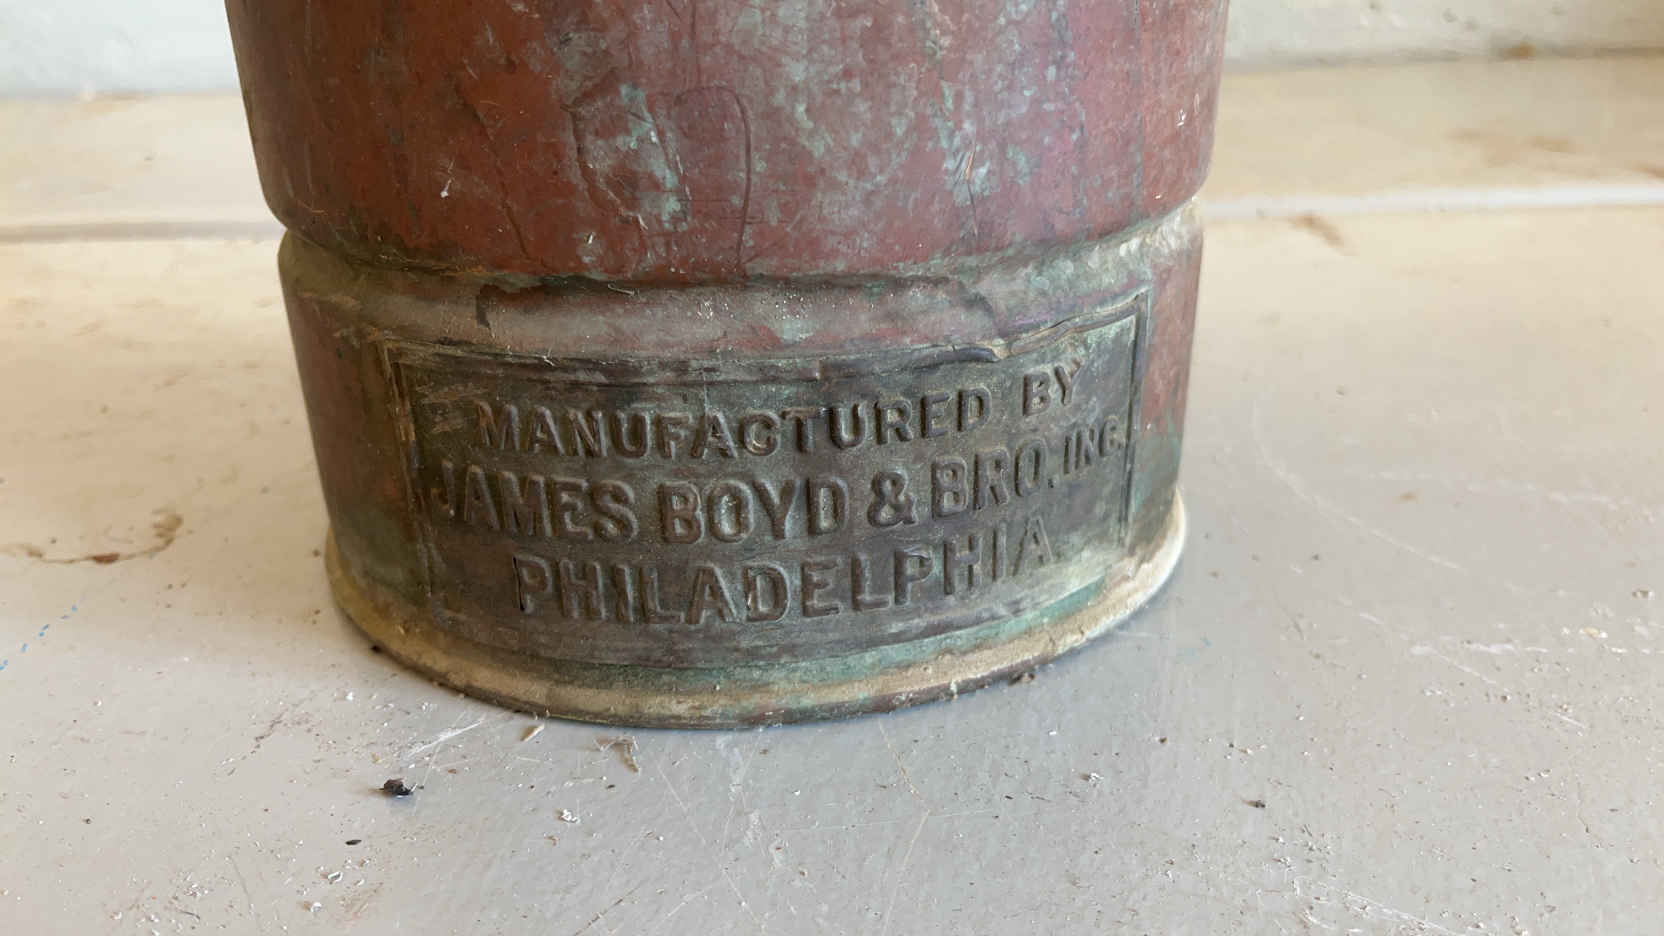 MANUFACTURED BY
JAMES BOYD & BRO. INC.
PHILADELPHIA